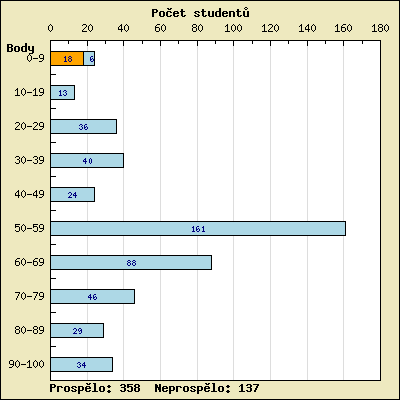 Počet studentů
0 20 40 60 80 100 120 140 160 180
Body
0-9 18 6
10-19 13
20-29 36
30-39 40
40-49 24
50-59 161
60-69 88
70-79 46
80-89 29
90-100 34
Prospělo: 358 Neprospělo: 137